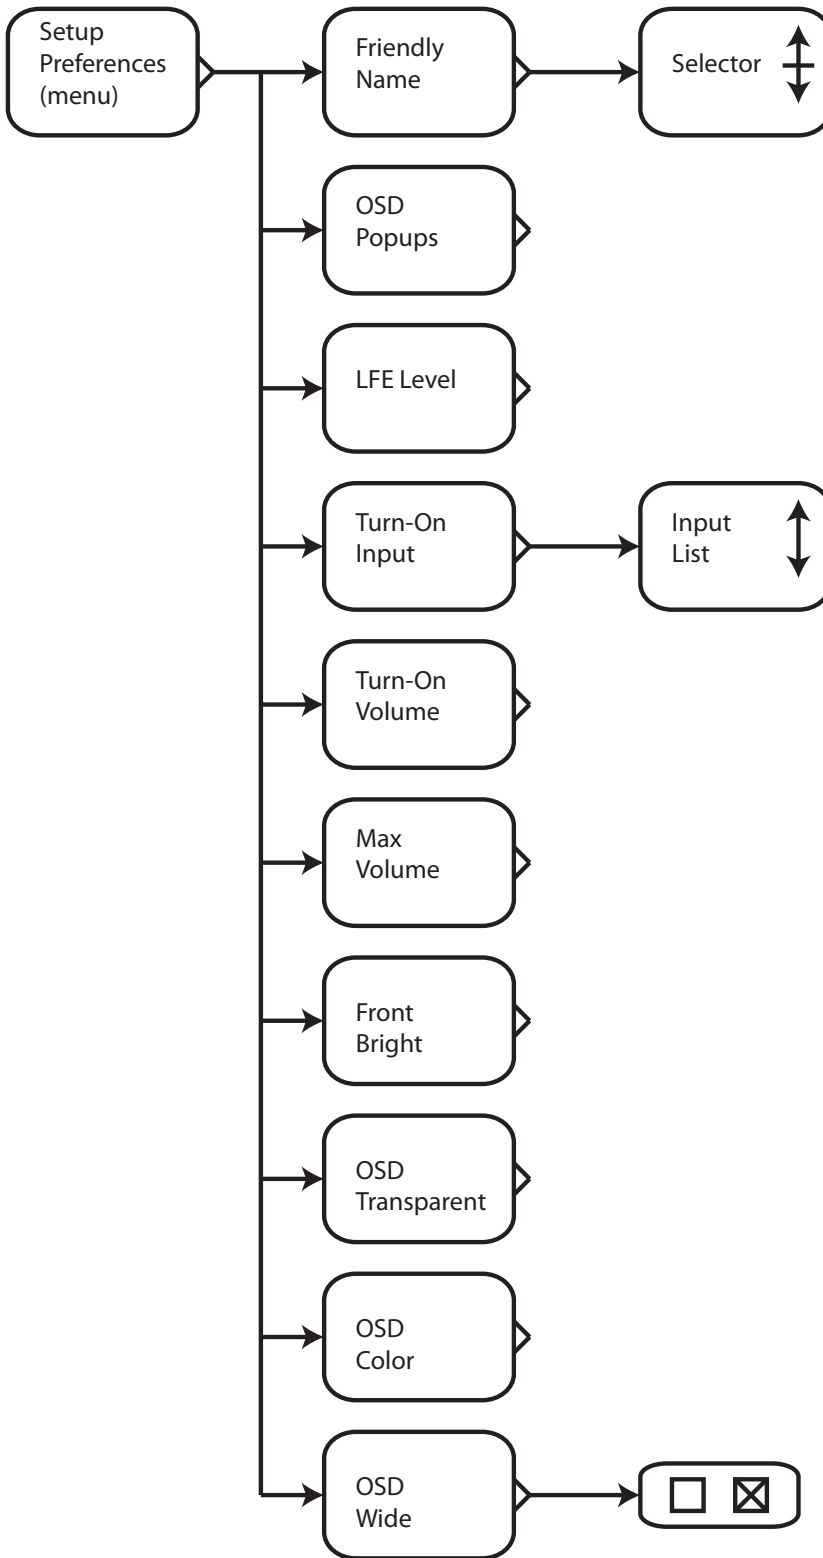 Setup
Preferences
(menu)
Friendly
Name
Selector
OSD
Popups
LFE Level
Turn-On
Input
Input
List
Turn-On
Volume
Max
Volume
Front
Bright
OSD
Transparent
OSD
Color
OSD
Wide